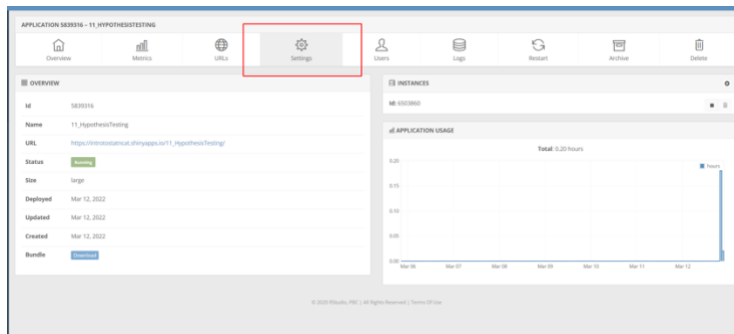 APPLICATION 5839316 – 11_HYPOTHESISTESTING
Overview
Metrics
URLs
Settings
Users
Logs
Restart
Archive
Delete
OVERVIEW
Id 5839316
Name 11_HypothesisTesting
URL https://introtostatncat.shinyapps.io/11_HypothesisTesting/
Status Running
Size large
Deployed Mar 12, 2022
Updated Mar 12, 2022
Created Mar 12, 2022
Bundle Download
INSTANCES
Id: 6503860
APPLICATION USAGE
Total: 0.20 hours
hours
0.20
0.15
0.10
0.05
0.00
Mar 06 Mar 07 Mar 08 Mar 09 Mar 10 Mar 11 Mar 12
© 2020 RStudio, PBC | All Rights Reserved | Terms Of Use